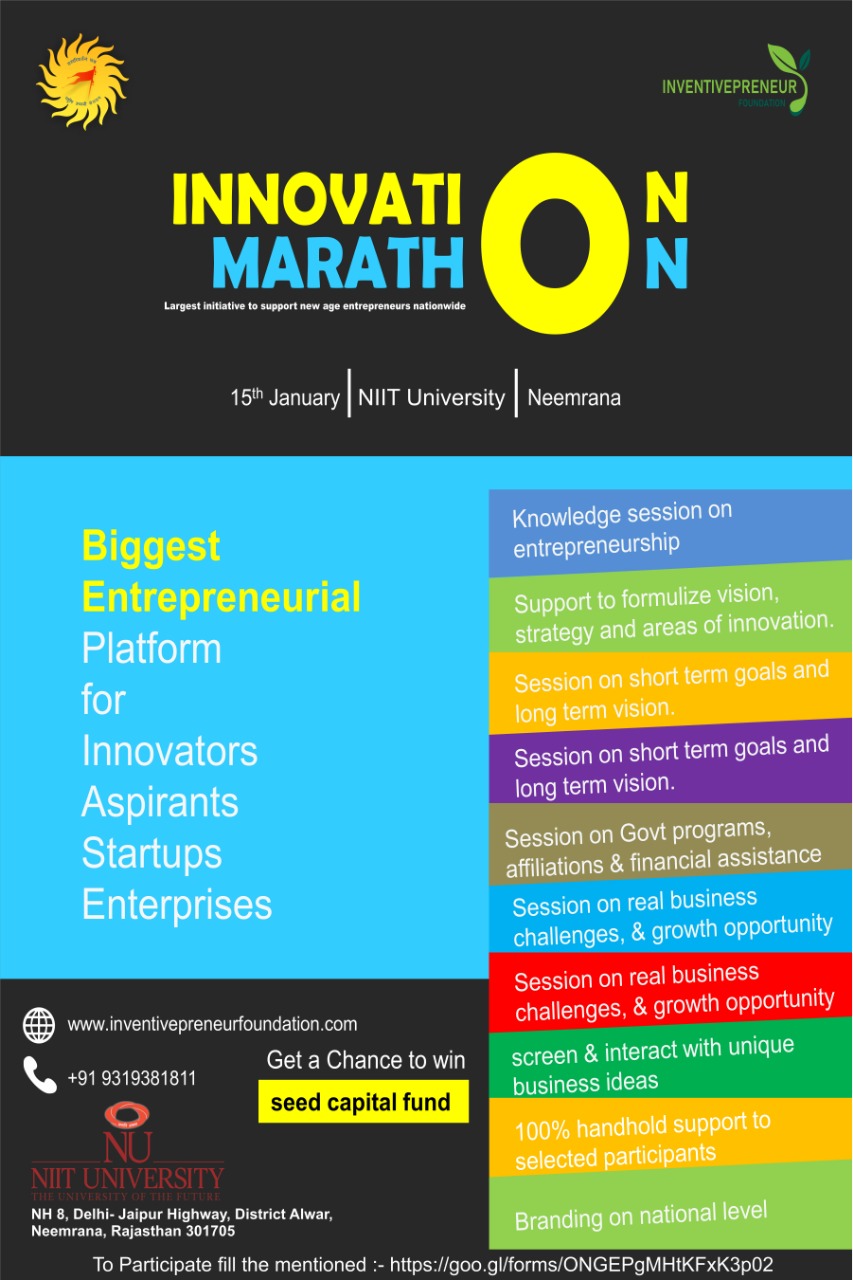 INVENTIVEPRENEUR
FOUNDATION
INNOVATION
MARATHON
Largest initiative to support new age entrepreneurs nationwide
15th January | NIIT University | Neemrana
Biggest
Entrepreneurial
Platform
for
Innovators
Aspirants
Startups
Enterprises
Knowledge session on
entrepreneurship
Support to formulize vision,
strategy and areas of innovation.
Session on short term goals and
long term vision.
Session on short term goals and
long term vision.
Session on Govt programs,
affiliations & financial assistance
Session on real business
challenges, & growth opportunity
Session on real business
challenges, & growth opportunity
screen & interact with unique
business ideas
100% handhold support to
selected participants
Branding on national level
www.inventivepreneurfoundation.com
+91 9319381811
Get a Chance to win
seed capital fund
NU
NIIT UNIVERSITY
THE UNIVERSITY OF THE FUTURE
NH 8, Delhi- Jaipur Highway, District Alwar,
Neemrana, Rajasthan 301705
To Participate fill the mentioned :- https://goo.gl/forms/ONGEPgMHtKFxK3p02